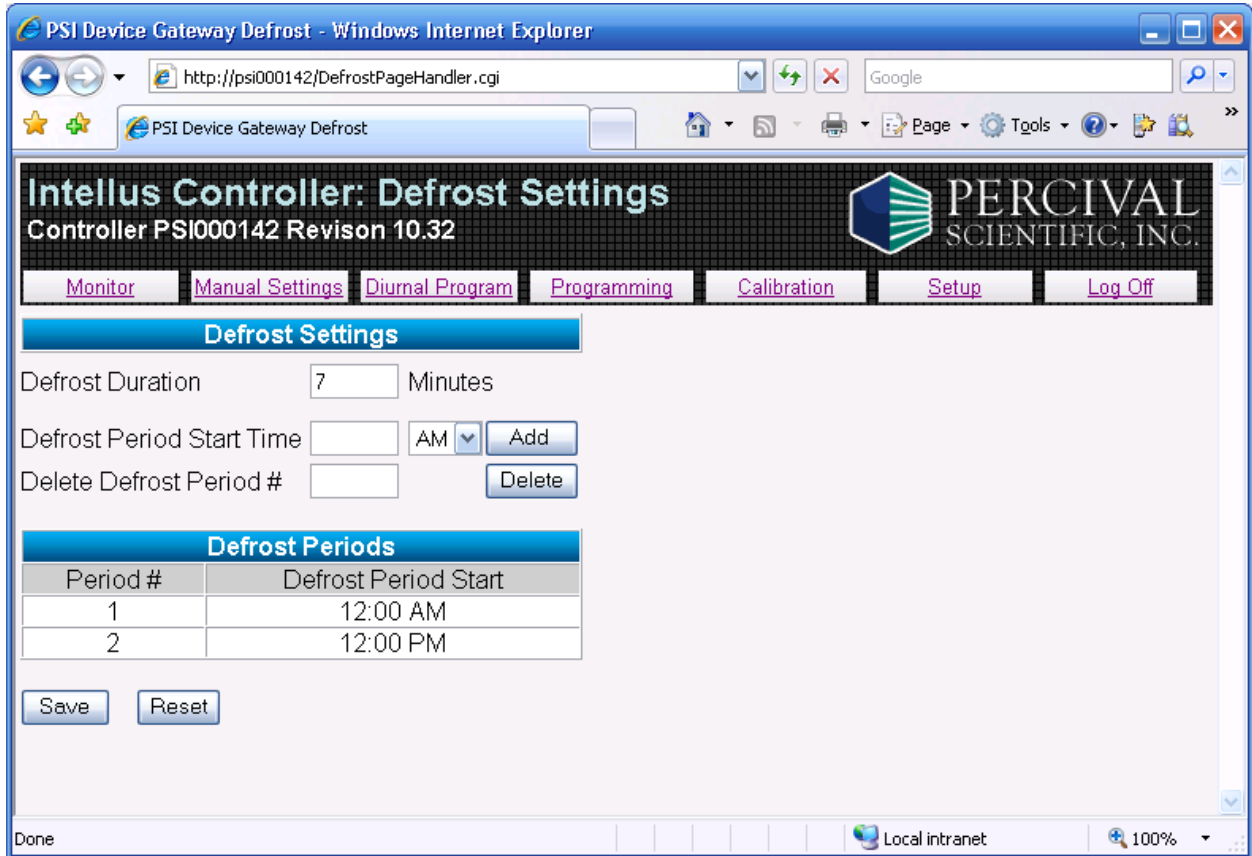 PSI Device Gateway Defrost - Windows Internet Explorer
http://psi000142/DefrostPageHandler.cgi
Google
PSI Device Gateway Defrost
Page
Tools
»
Intellus Controller: Defrost Settings
Controller PSI000142 Revison 10.32
PERCIVAL
SCIENTIFIC, INC.
Monitor Manual Settings Diurnal Program Programming Calibration Setup Log Off
Defrost Settings
Defrost Duration 7 Minutes
Defrost Period Start Time AM Add
Delete Defrost Period # Delete
Defrost Periods
Period # Defrost Period Start
1 12:00 AM
2 12:00 PM
Save Reset
Done Local intranet 100%